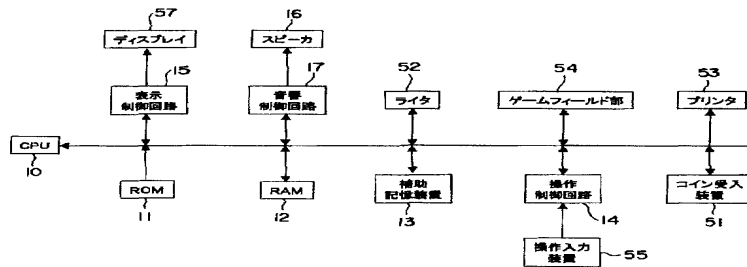 57
ディスプレイ
16
スピーカ
15
表示
制御回路
17
音響
制御回路
52
ライタ
54
ゲームフィールド部
53
プリンタ
CPU
10
ROM
11
RAM
12
補助
記憶装置
13
操作
制御回路
14
コイン受入
装置
51
操作入力
装置
55